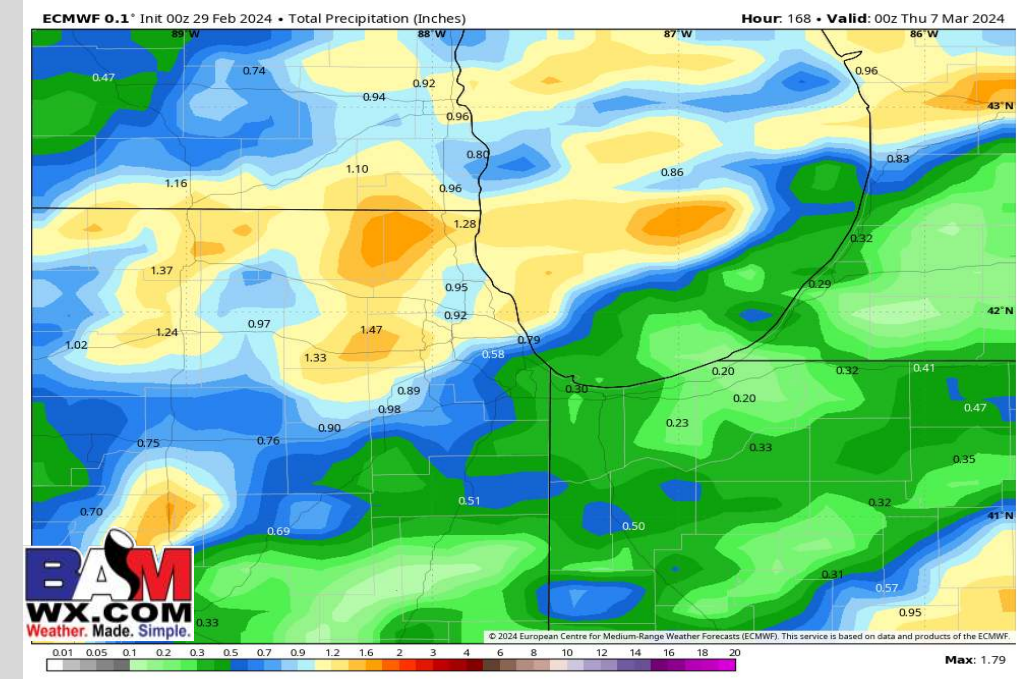 ECMWF 0.1° Init 00z 29 Feb 2024 • Total Precipitation (Inches)
Hour: 168 • Valid: 00z Thu 7 Mar 2024
89°W 88°W 87°W 86°W
0.47 0.74 0.92 0.96
0.94 43°N
0.96
0.80 0.83
1.16 1.10 0.96 0.86
1.28
0.32
1.37 0.95 0.29
0.97 0.92 42°N
1.02 1.24 1.47 0.79
1.33 0.58
0.20 0.32 0.41
0.89 0.30 0.20
0.98 0.47
0.90 0.23
0.75 0.76 0.33
0.35
0.70 0.51 0.32
0.69 0.50 41°N
0.31 0.57
0.95
0.33
BAM
WX.COM
Weather. Made. Simple.
© 2024 European Centre for Medium-Range Weather Forecasts (ECMWF). This service is based on data and products of the ECMWF.
0.01 0.05 0.1 0.2 0.3 0.5 0.7 0.9 1.2 1.6 2 3 4 6 8 10 12 14 16 18 20
Max: 1.79